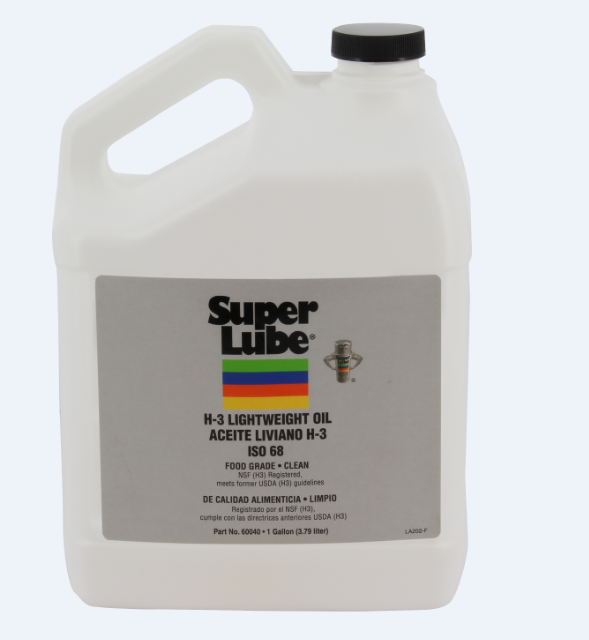 Super
Lube®
H-3 LIGHTWEIGHT OIL
ACEITE LIVIANO H-3
ISO 68
FOOD GRADE • CLEAN
NSF (H3) Registered,
meets former USDA (H3) guidelines
DE CALIDAD ALIMENTICIA • LIMPIO
Registrado por el NSF (H3),
cumple con las directrices anteriores USDA (H3)
Part No. 60040 • 1 Gallon (3.79 liter)
LA202-F